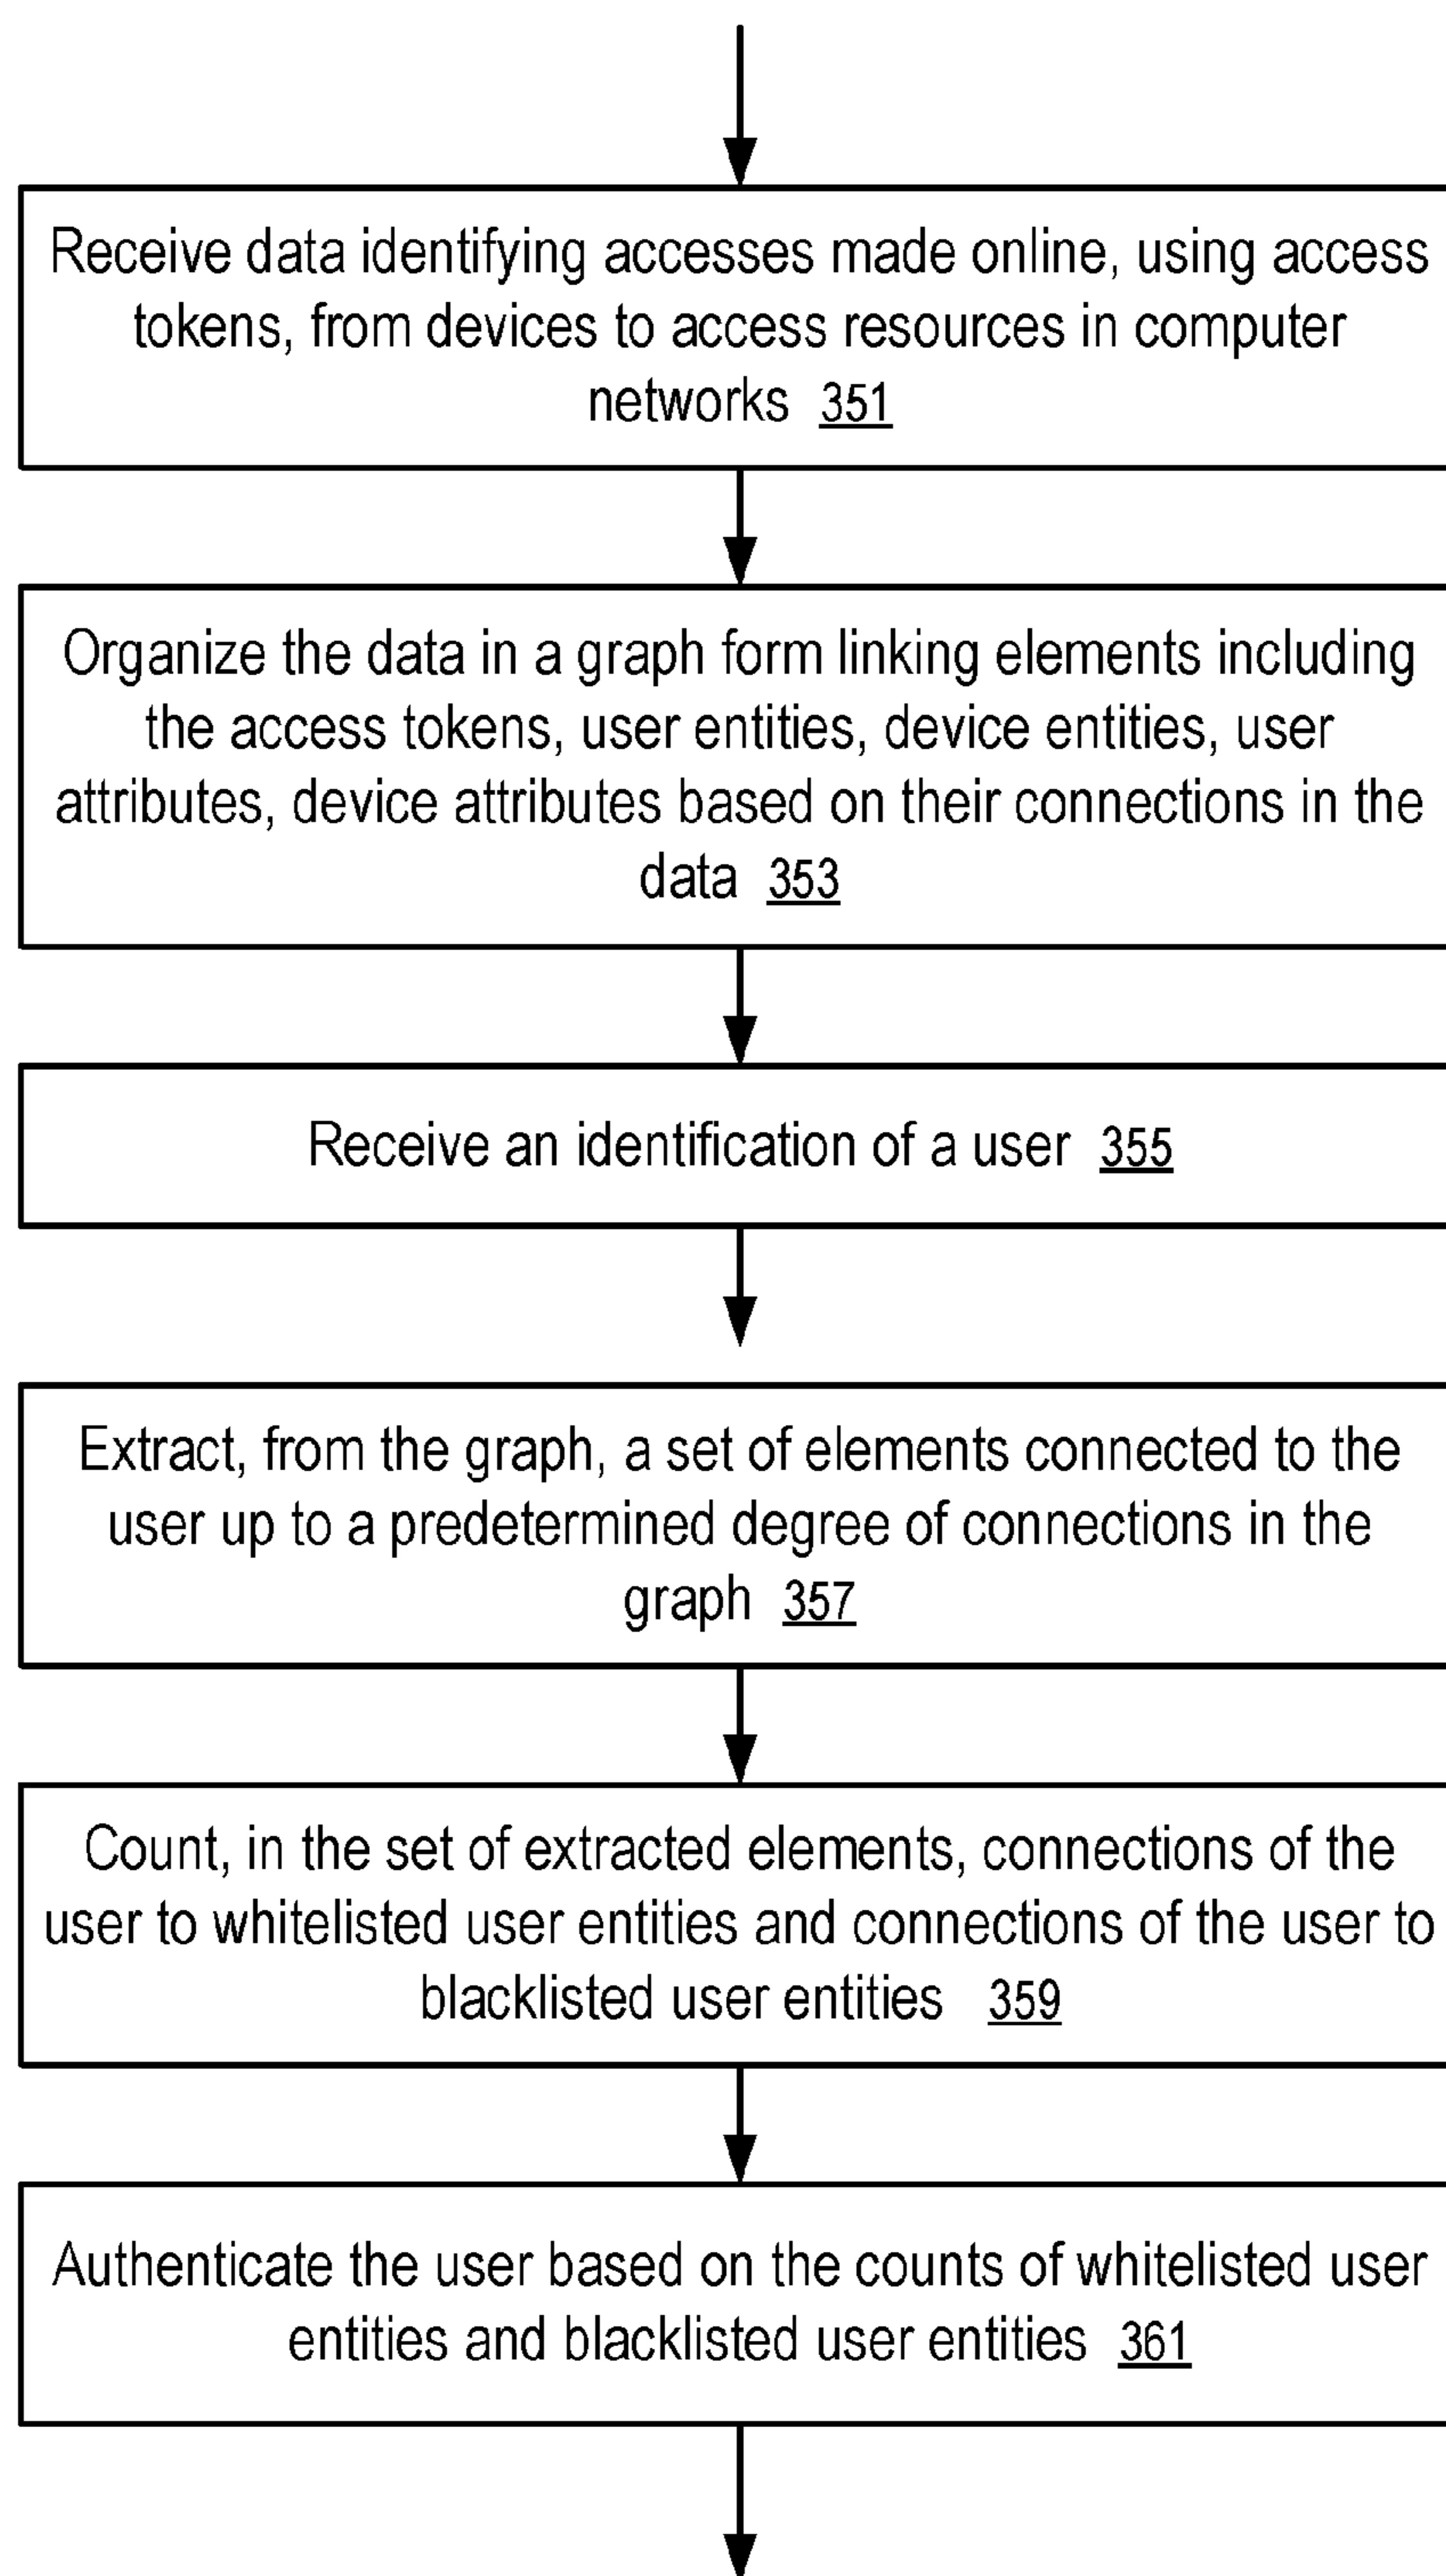 Receive data identifying accesses made online, using access
tokens, from devices to access resources in computer
networks 351
Organize the data in a graph form linking elements including
the access tokens, user entities, device entities, user
attributes, device attributes based on their connections in the
data 353
Receive an identification of a user 355
Extract, from the graph, a set of elements connected to the
user up to a predetermined degree of connections in the
graph 357
Count, in the set of extracted elements, connections of the
user to whitelisted user entities and connections of the user to
blacklisted user entities 359
Authenticate the user based on the counts of whitelisted user
entities and blacklisted user entities 361